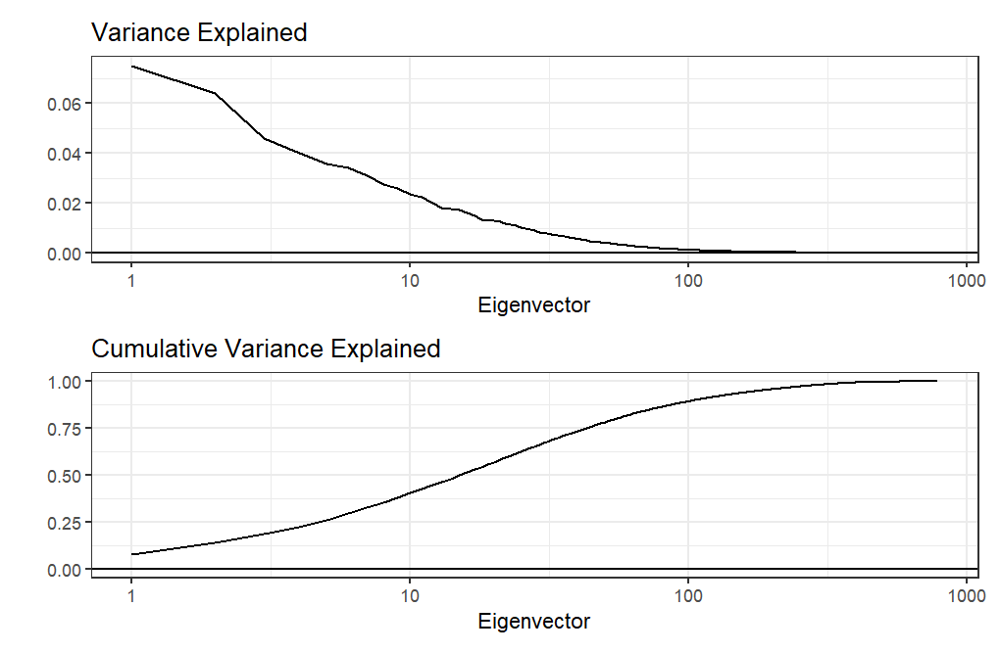 Variance Explained
0.06
0.04
0.02
0.00
1 10 100 1000
Eigenvector
Cumulative Variance Explained
1.00
0.75
0.50
0.25
0.00
1 10 100 1000
Eigenvector